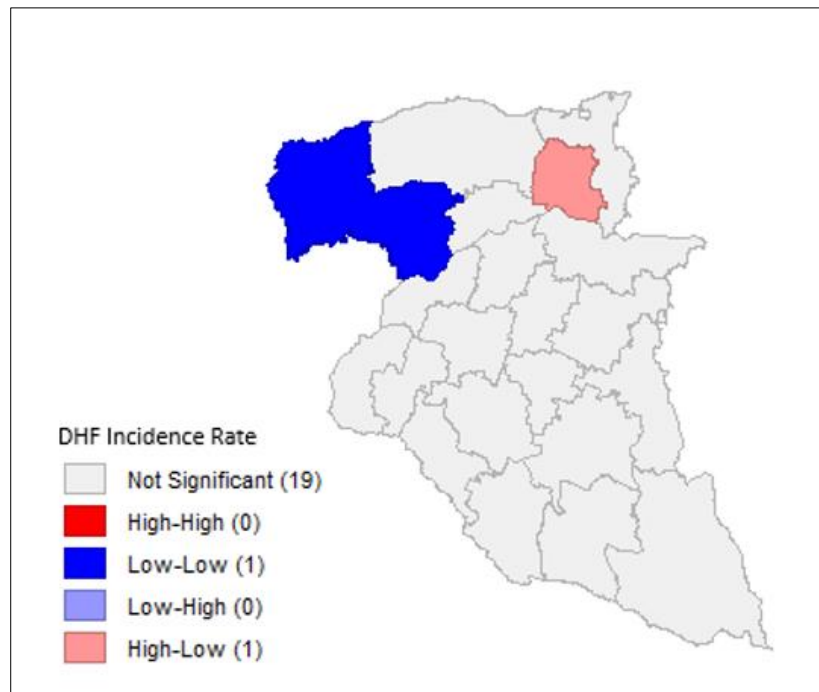 DHF Incidence Rate
Not Significant (19)
High-High (0)
Low-Low (1)
Low-High (0)
High-Low (1)